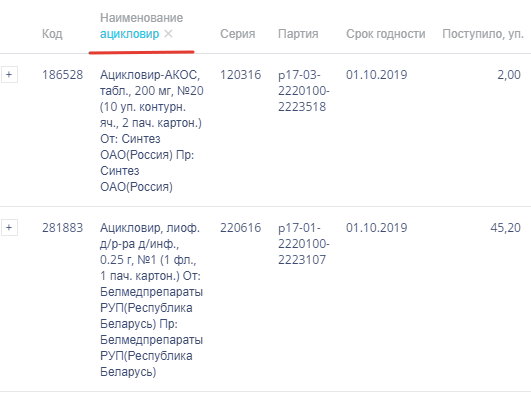 Код Наименование Серия Партия Срок годности Поступило, уп.
ацикловир ×
+ 186528 Ацикловир-АКОС, 120316 p17-03- 01.10.2019 2,00
табл., 200 мг, №20 2220100-
(10 уп. контурн. 2223518
яч., 2 пач. картон.)
От: Синтез
ОАО(Россия) Пр:
Синтез
ОАО(Россия)
+ 281883 Ацикловир, лиоф. 220616 p17-01- 01.10.2019 45,20
д/р-ра д/инф., 2220100-
0.25 г, №1 (1 фл., 2223107
1 пач. картон.) От:
Белмедпрепараты
РУП(Республика
Беларусь) Пр:
Белмедпрепараты
РУП(Республика
Беларусь)